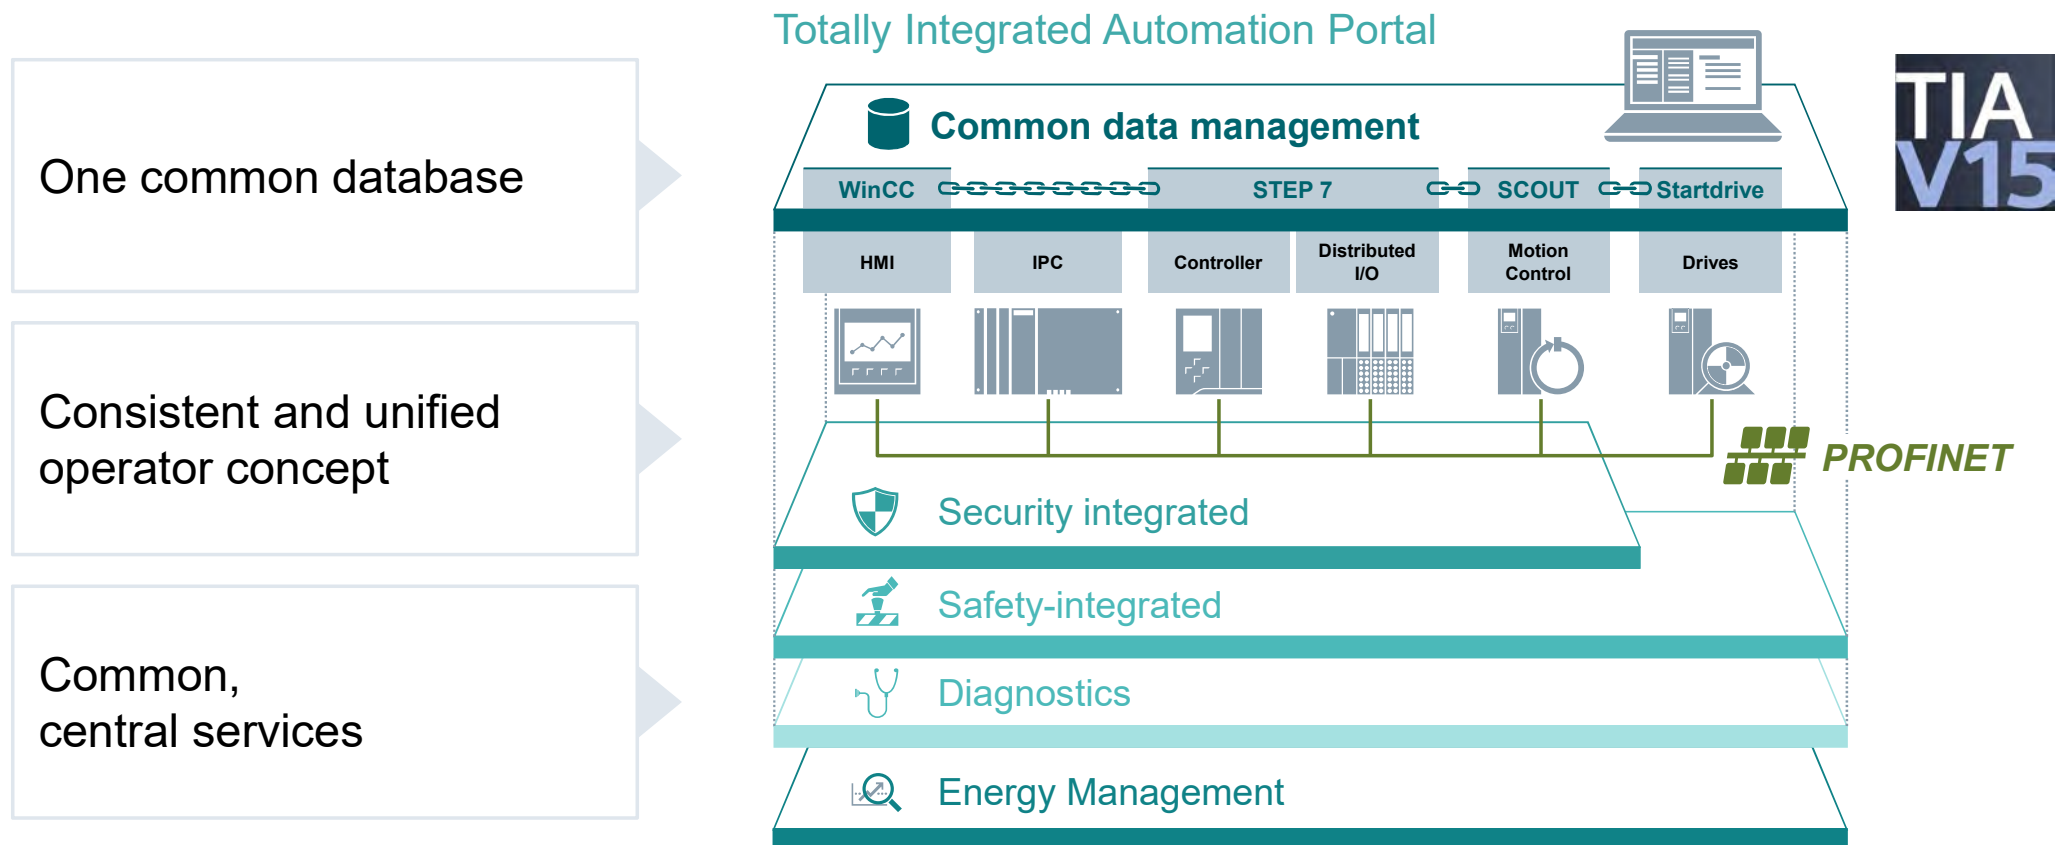 Totally Integrated Automation Portal
One common database
Consistent and unified
operator concept
Common,
central services
Common data management
WinCC
STEP 7
SCOUT
Startdrive
HMI
IPC
Controller
Distributed
I/O
Motion
Control
Drives
PROFINET
Security integrated
Safety-integrated
Diagnostics
Energy Management
TIA
V15